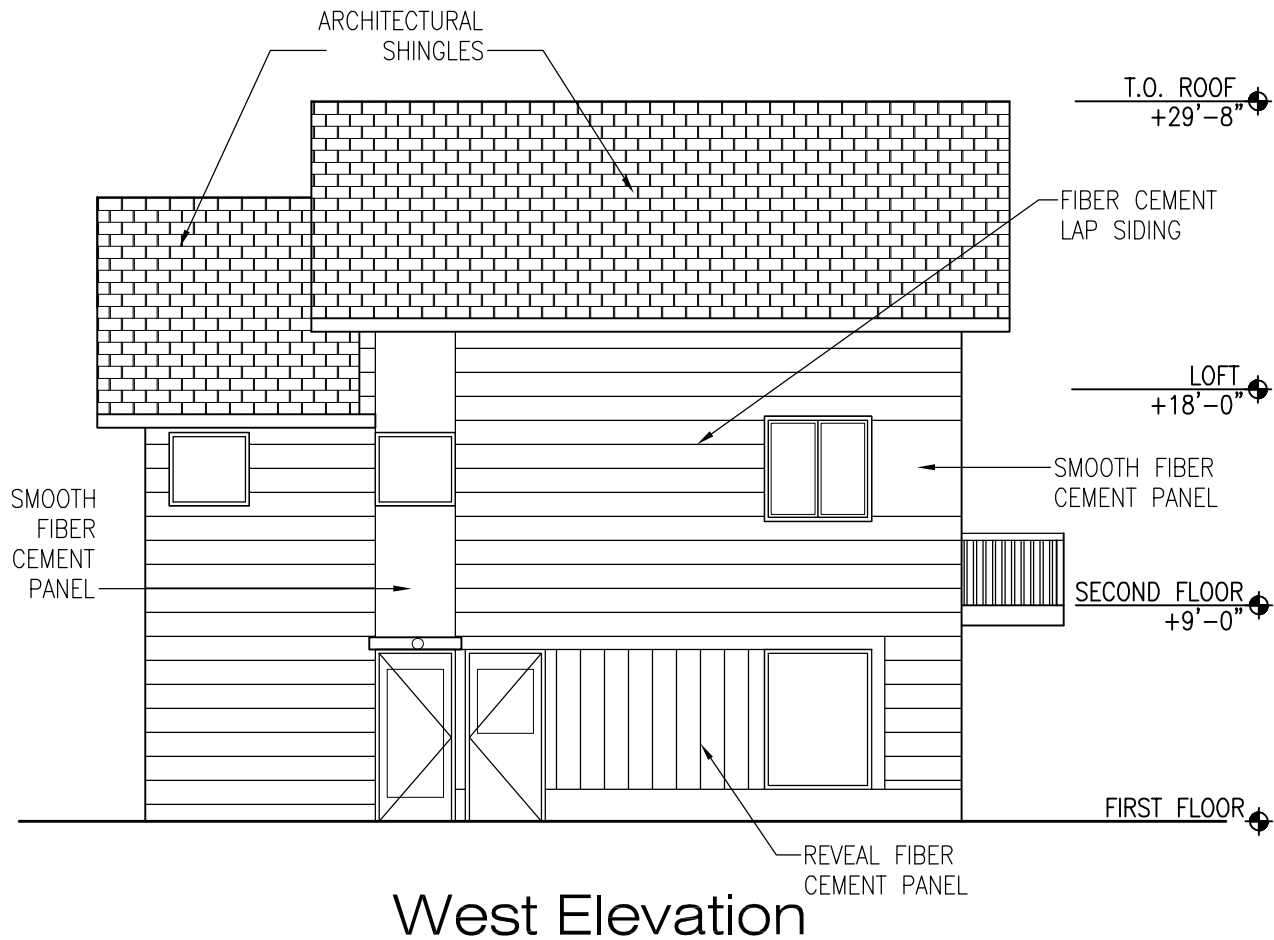 ARCHITECTURAL
SHINGLES
T.O. ROOF
+29'-8"
FIBER CEMENT
LAP SIDING
LOFT
+18'-0"
SMOOTH FIBER
CEMENT PANEL
SMOOTH
FIBER
CEMENT
PANEL
SECOND FLOOR
+9'-0"
FIRST FLOOR
REVEAL FIBER
CEMENT PANEL
West Elevation